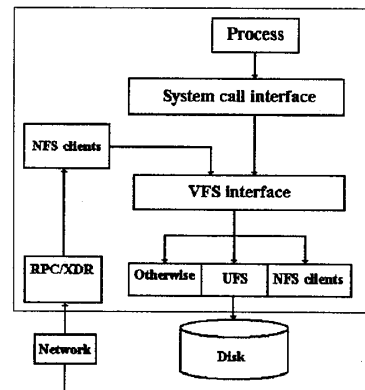 Process
System call interface
NFS clients
VFS interface
RPC/XDR
Otherwise
UFS
NFS clients
Network
Disk